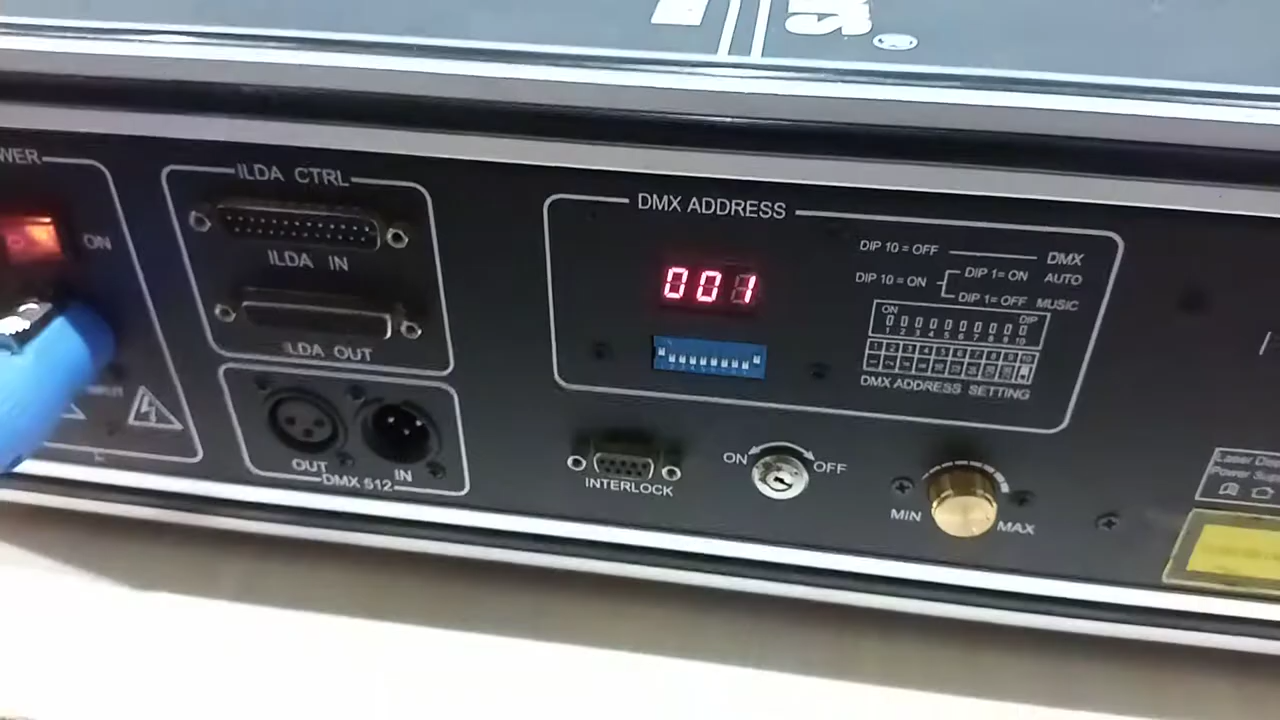 WER
ON
ILDA CTRL
ILDA IN
ILDA OUT
OUT
IN
DMX 512
DMX ADDRESS
001
DIP 10 = OFF
DMX
DIP 10 = ON
DIP 1= ON
AUTO
DIP 1= OFF
MUSIC
ON
DIP
1 2 3 4 5 6 7 8 9 10
DMX ADDRESS SETTING
INTERLOCK
ON
OFF
MIN
MAX
Power